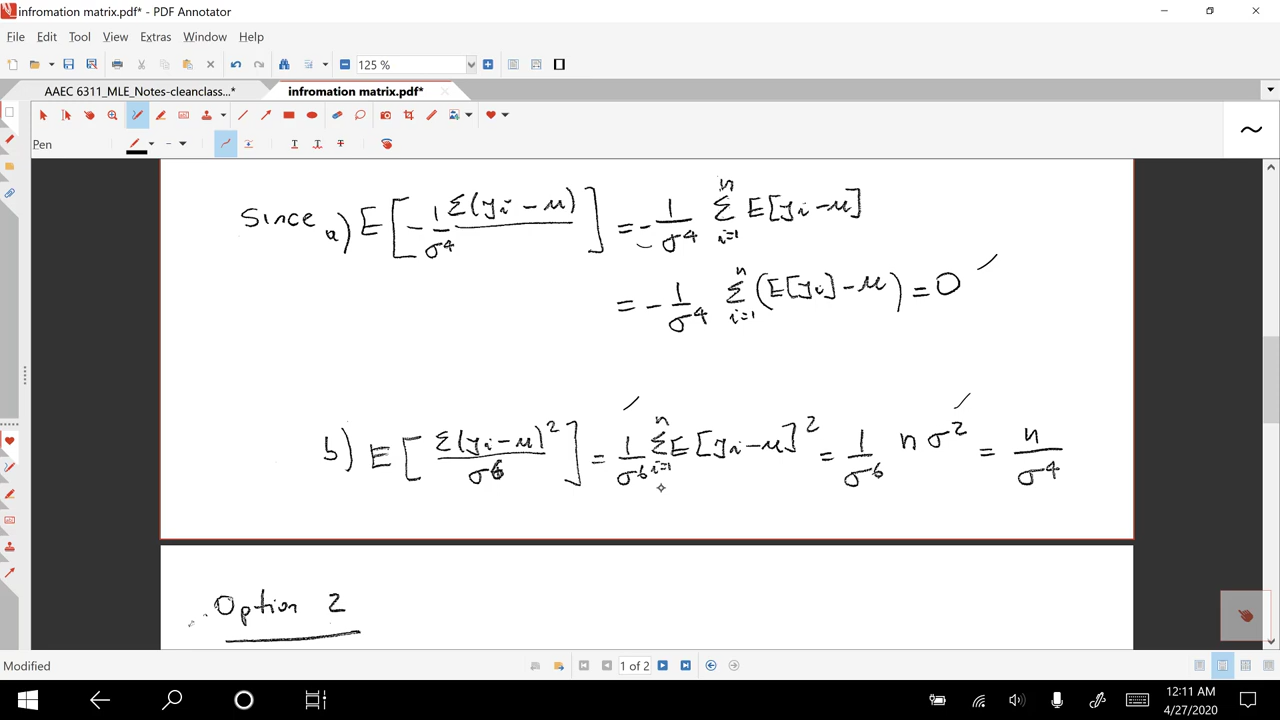 infromation matrix.pdf* - PDF Annotator
File Edit Tool View Extras Window Help
125 %
AAEC 6311_MLE_Notes-cleanclass...* infromation matrix.pdf*
Pen
Since a) E[-1/σ⁴ Σ(yi - μ)] = -1/σ⁴ Σ_{i=1}^{n} E[yi - μ]
= -1/σ⁴ Σ_{i=1}^{n} (E[yi] - μ) = 0
b) E[Σ(yi - μ)²/σ⁶] = 1/σ⁶ Σ_{i=1}^{n} E[yi - μ]² = 1/σ⁶ nσ² = n/σ⁴
Option 2
Modified 1 of 2
12:11 AM
4/27/2020